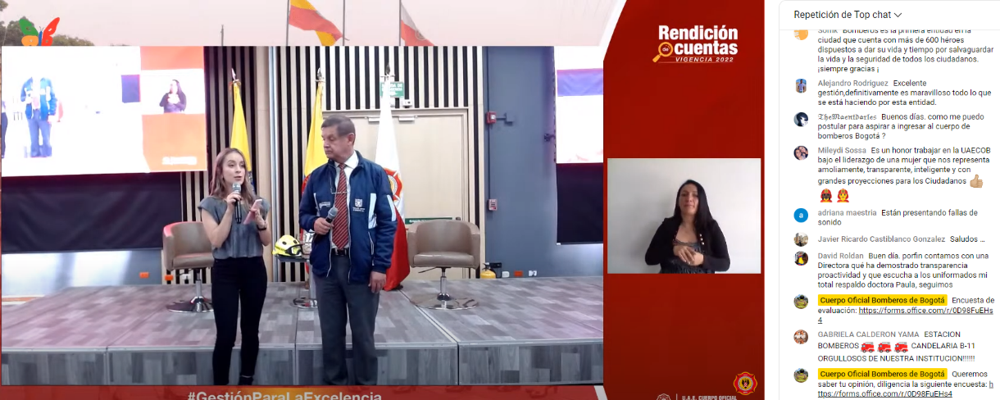 Rendición
de cuentas
VIGENCIA 2022
#GestiónParaLaExcelencia
U.A.E. CUERPO OFICIAL
Repetición de Top chat
Bomberos es la primera entidad en la
ciudad que cuenta con más de 600 héroes
dispuestos a dar su vida y tiempo por salvaguardar
la vida y la seguridad de todos los ciudadanos.
¡siempre gracias ¡
Alejandro Rodriguez Excelente
gestión,definitivamente es maravilloso todo lo que
se está haciendo por esta entidad.
𝕿𝖍𝖊𝕸𝖆𝖊𝖓𝖎𝖉𝖆𝖗𝖎𝖊𝖘 Buenos días. como me puedo
postular para aspirar a ingresar al cuerpo de
bomberos Bogotá ?
Mileydi Sossa Es un honor trabajar en la UAECOB
bajo el liderazgo de una mujer que nos representa
amoliamente, transparente, inteligente y con
grandes proyecciones para los Ciudadanos
adriana maestria Están presentando fallas de
sonido
Javier Ricardo Castiblanco Gonzalez Saludos ...
David Roldan Buen día. porfin contamos con una
Directora qué ha demostrado transparencia
proactividad y que escucha a los uniformados mi
total respaldo doctora Paula, seguimos
Cuerpo Oficial Bomberos de Bogotá Encuesta de
evaluación: https://forms.office.com/r/0D98FuEHs
4
GABRIELA CALDERON YAMA ESTACION
BOMBEROS CANDELARIA B-11
ORGULLOSOS DE NUESTRA INSTITUCION!!!!!!
Cuerpo Oficial Bomberos de Bogotá Queremos
saber tu opinión, diligencia la siguiente encuesta: h
ttps://forms.office.com/r/0D98FuEHs4